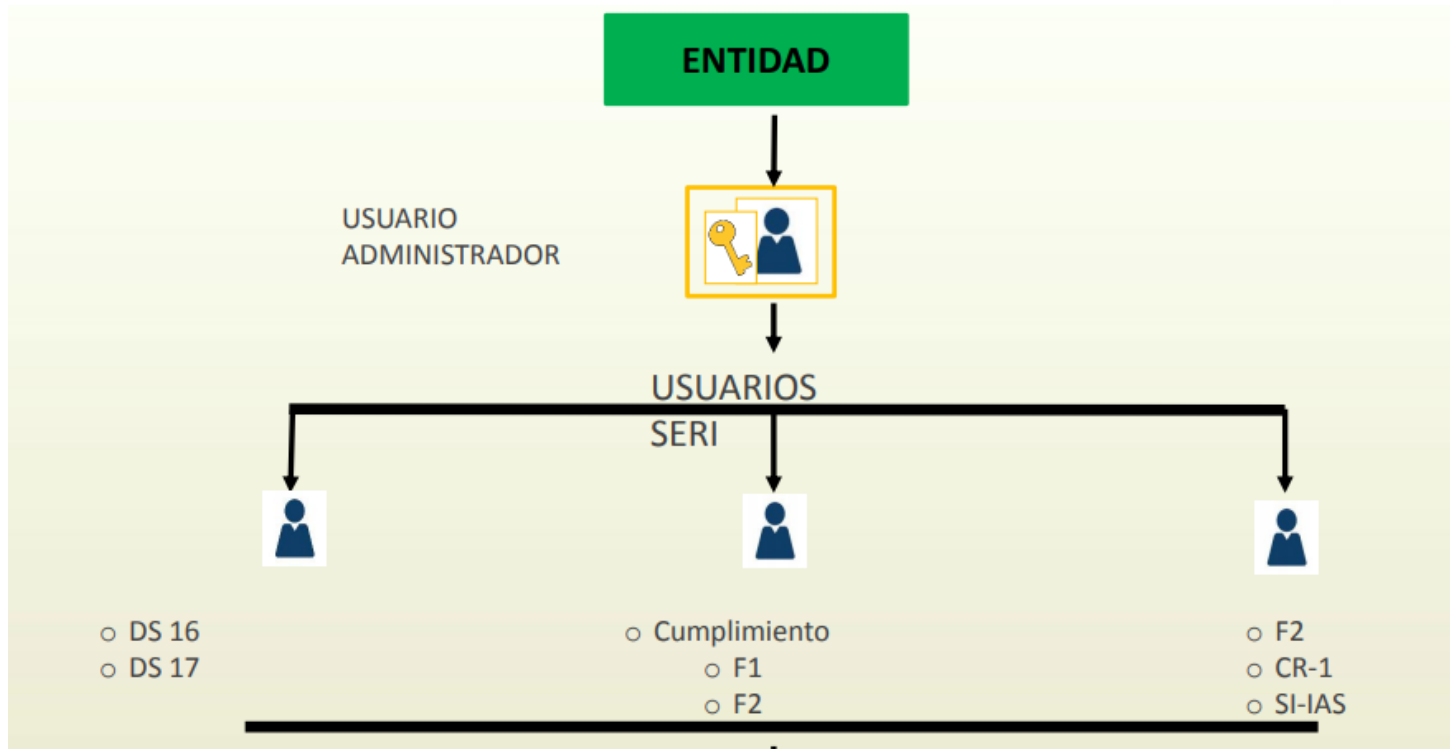 ENTIDAD
USUARIO
ADMINISTRADOR
USUARIOS
SERI
○ DS 16
○ DS 17
○ Cumplimiento
○ F1
○ F2
○ F2
○ CR-1
○ SI-IAS